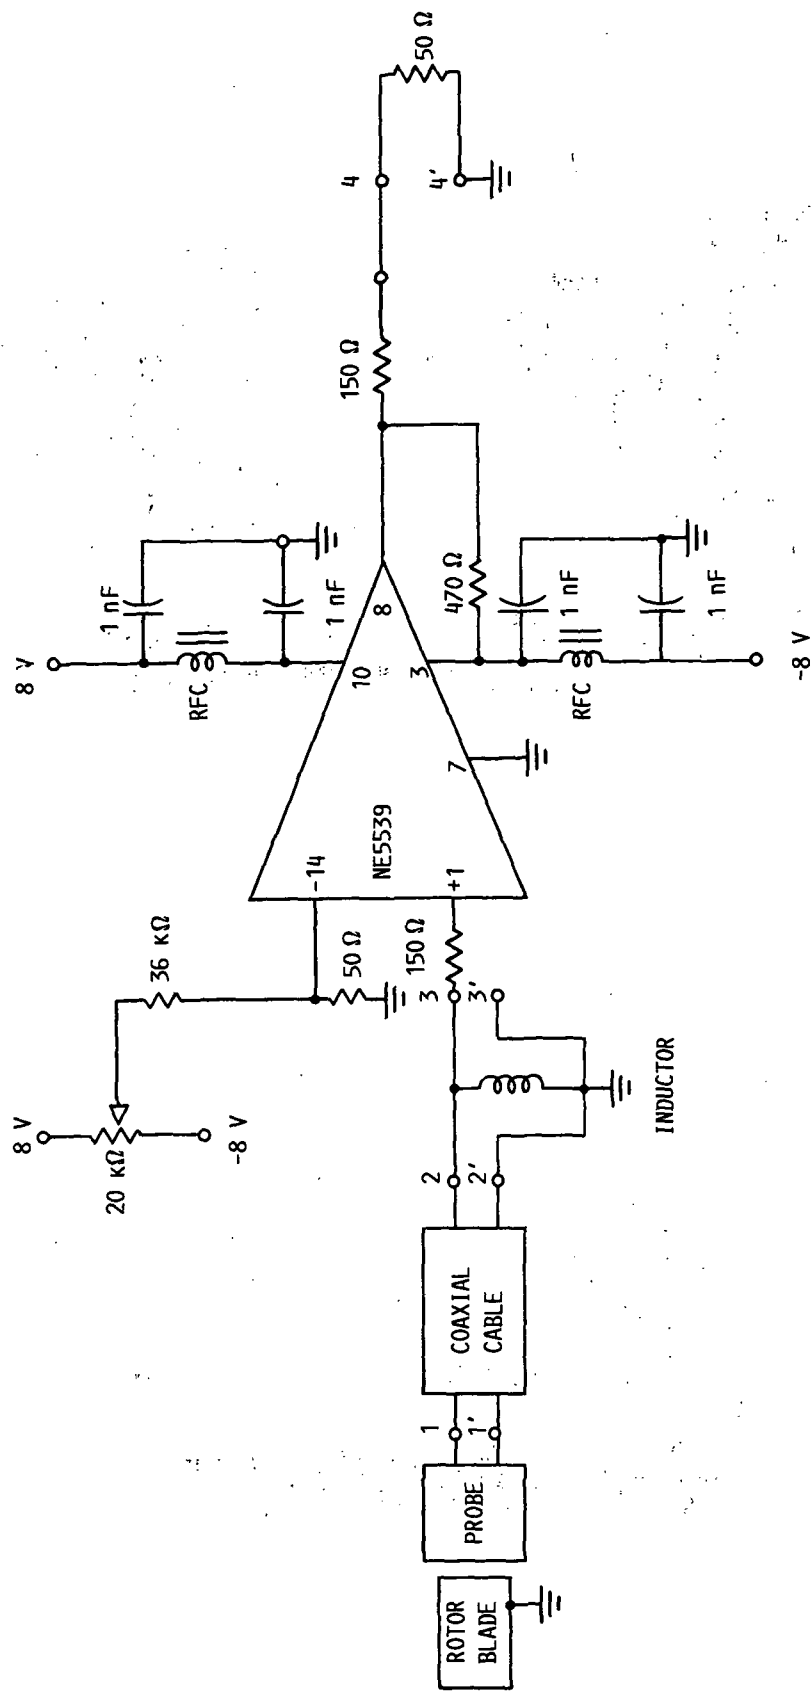 8 V
20 KΩ
-8 V
36 KΩ
50 Ω
8 V
1 nF
RFC
1 nF
-14
NE5539
+1
10
3
7
8
150 Ω
4
4'
50 Ω
470 Ω
1 nF
RFC
1 nF
-8 V
150 Ω
3
3'
INDUCTOR
2
2'
COAXIAL
CABLE
1
1'
PROBE
ROTOR
BLADE